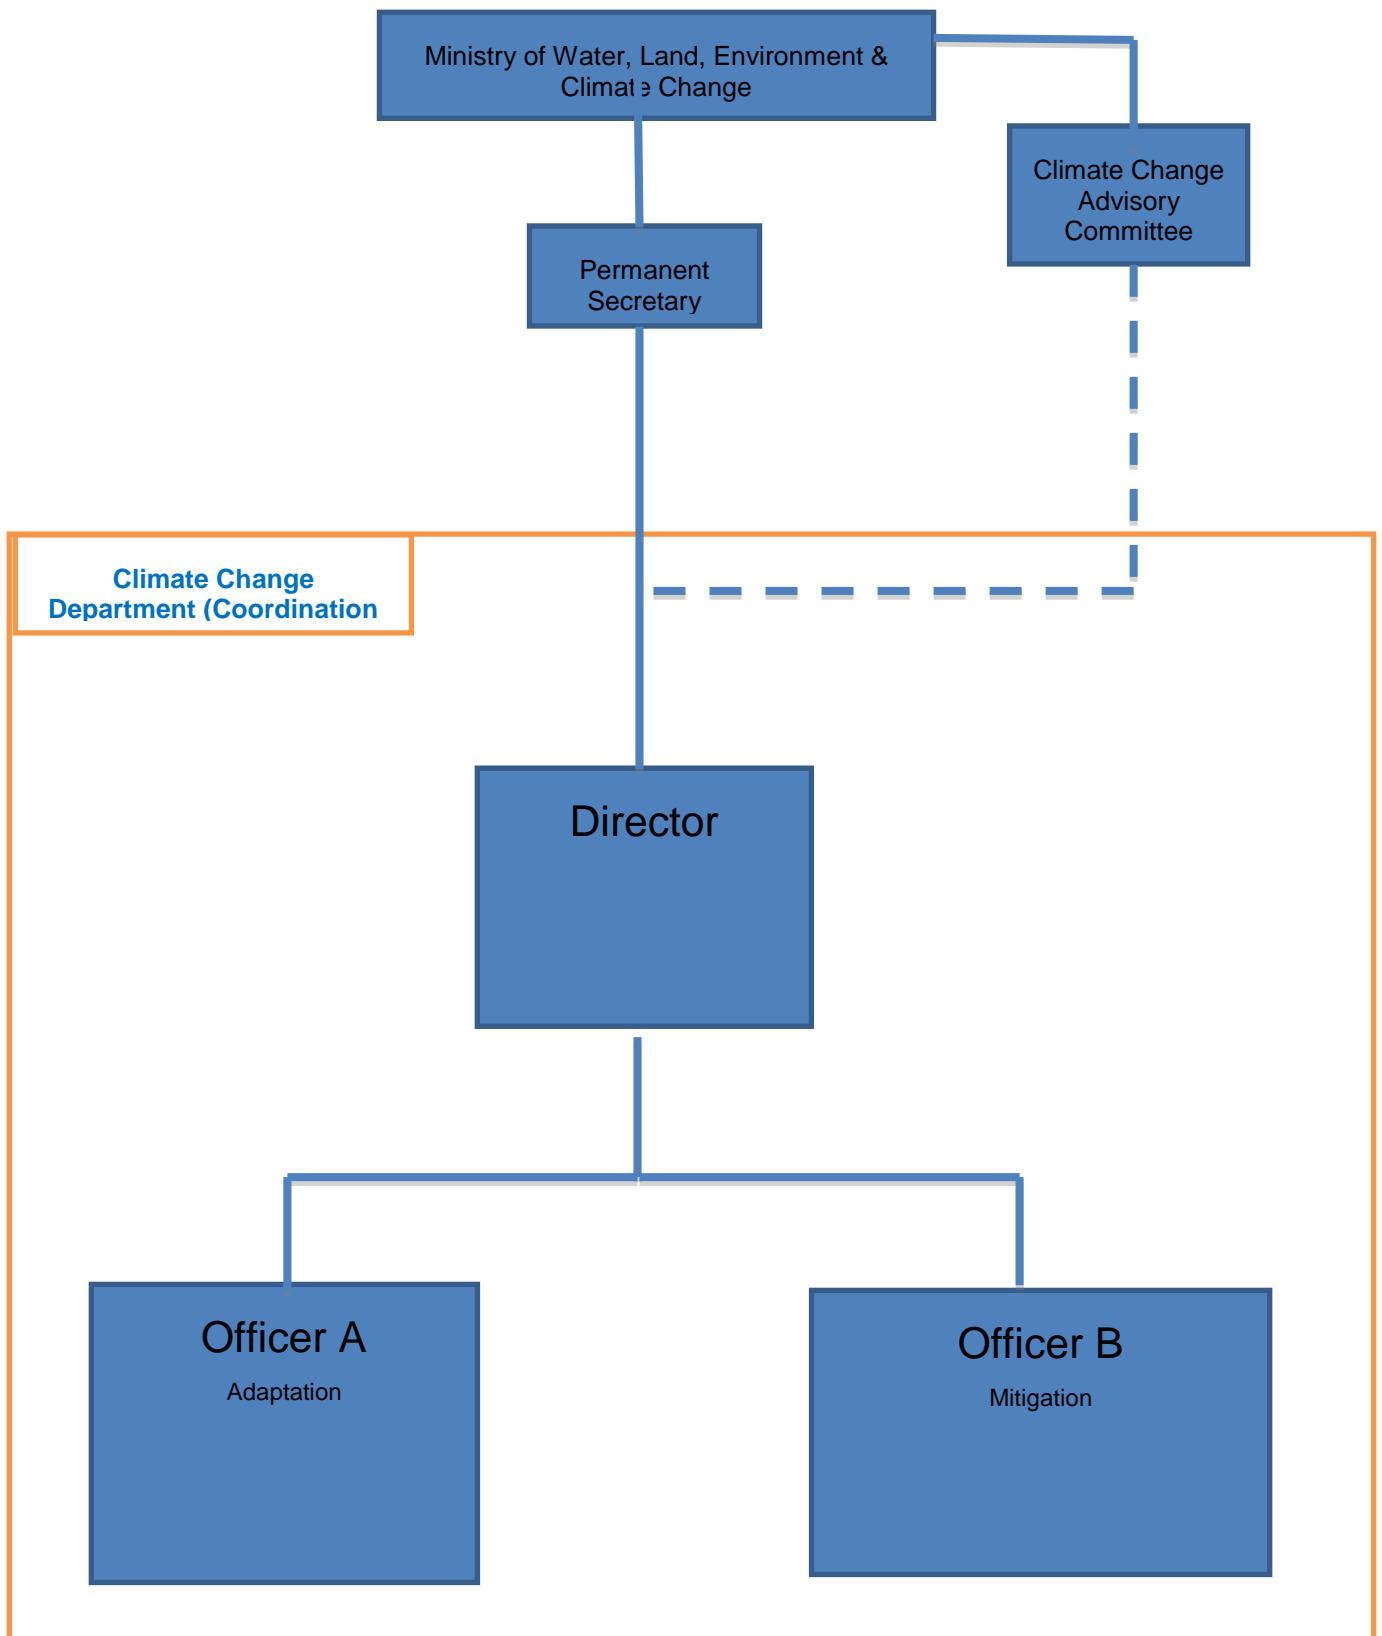 Ministry of Water, Land, Environment &
Climate Change
Climate Change
Advisory
Committee
Permanent
Secretary
Climate Change
Department (Coordination
Director
Officer A
Adaptation
Officer B
Mitigation